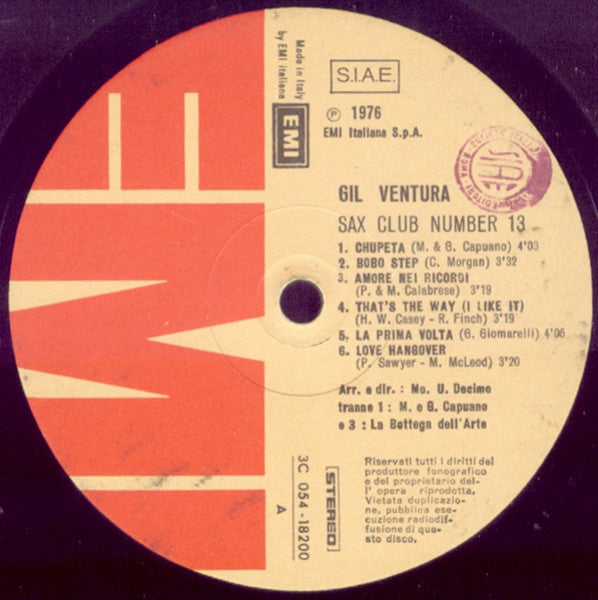 EMI
Made in Italy
by EMI italiana
EMI
S.I.A.E.
℗ 1976
EMI Italiana S.p.A.
SIAE
ROMA
GIL VENTURA
SAX CLUB NUMBER 13
1. CHUPETA (M. & G. Capuano) 4'03
2. BOBO STEP (C. Morgan) 3'32
3. AMORE NEI RICORDI
(P. & M. Calabrese) 3'19
4. THAT'S THE WAY (I LIKE IT)
(H. W. Casey - R. Finch) 3'19
5. LA PRIMA VOLTA (G. Giomarelli) 4'05
6. LOVE HANGOVER
(P. Sawyer - M. McLeod) 3'20
Arr. e dir. : Mo. U. Decimo
tranne 1 : M. e G. Capuano
e 3 : La Bottega dell'Arte
STEREO
3C 054-18200
A
Riservati tutti i diritti del
produttore fonografico
e del proprietario del-
l' opera riprodotta.
Vietata duplicazio-
ne, pubblica ese-
cuzione radiodif-
fusione di que-
sto disco.